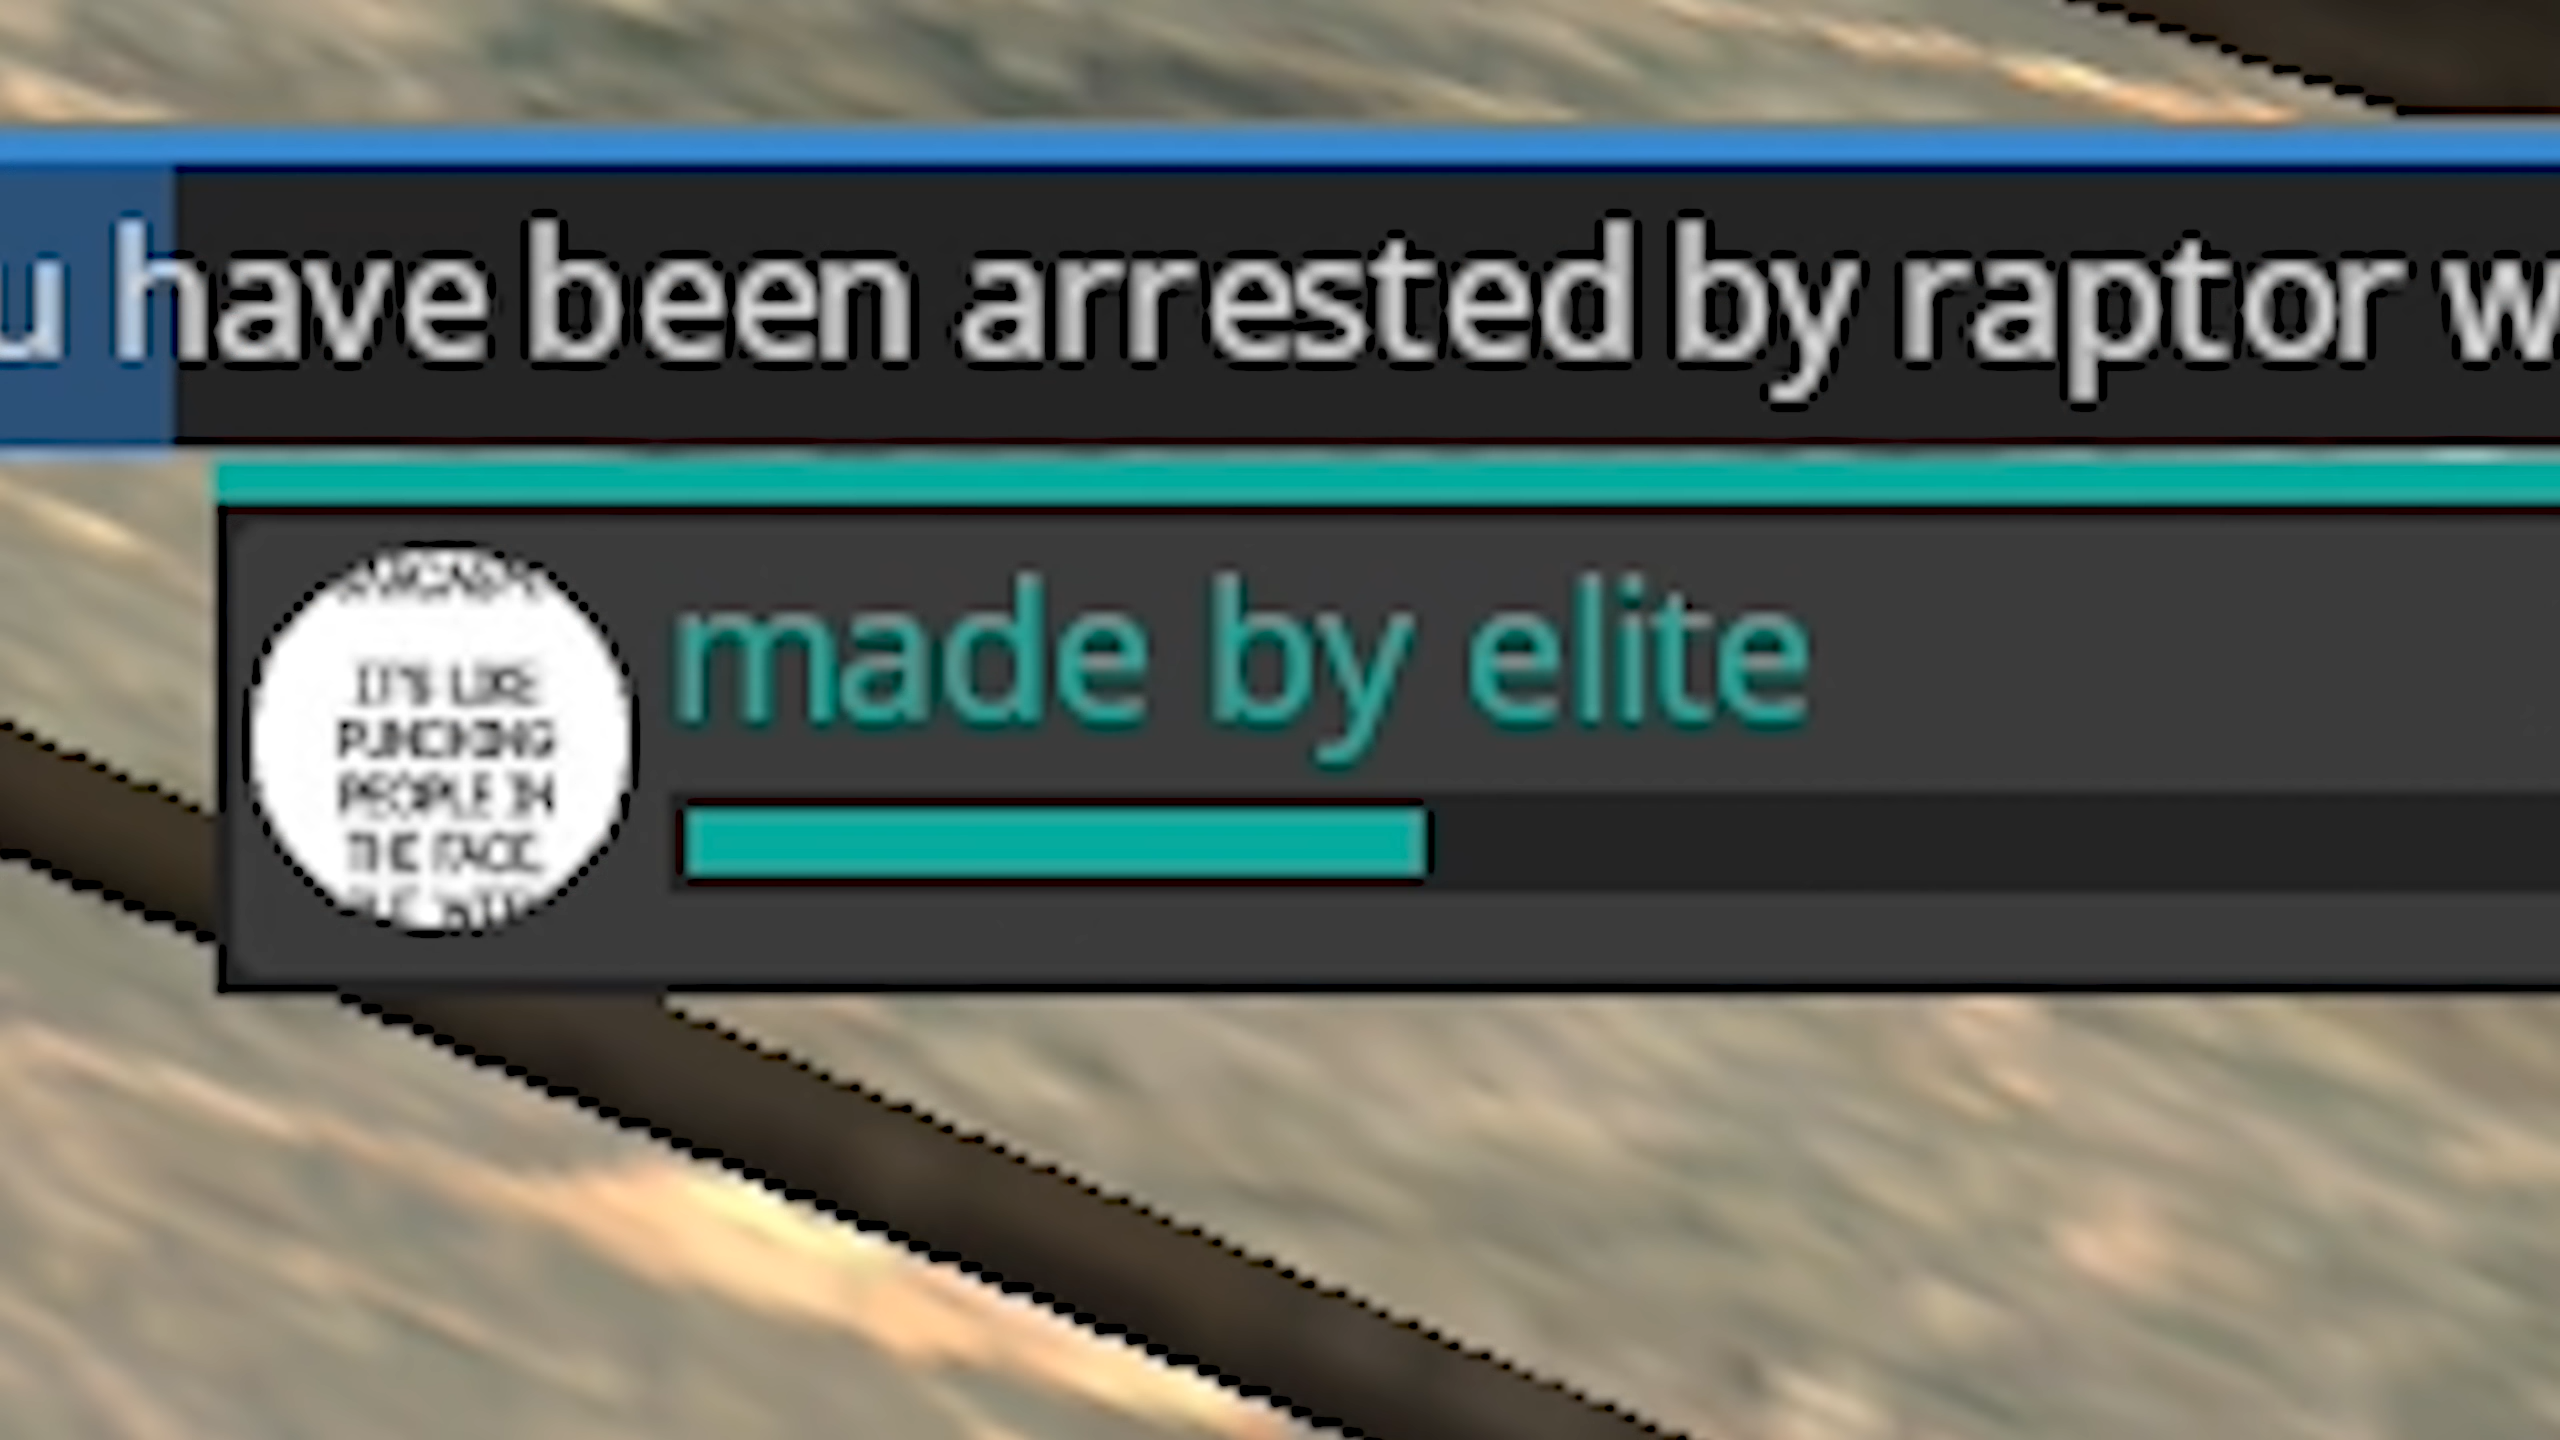 u have been arrested by raptor w
made by elite
IT'S LIKE
PUNCHING
PEOPLE IN
THE FACE